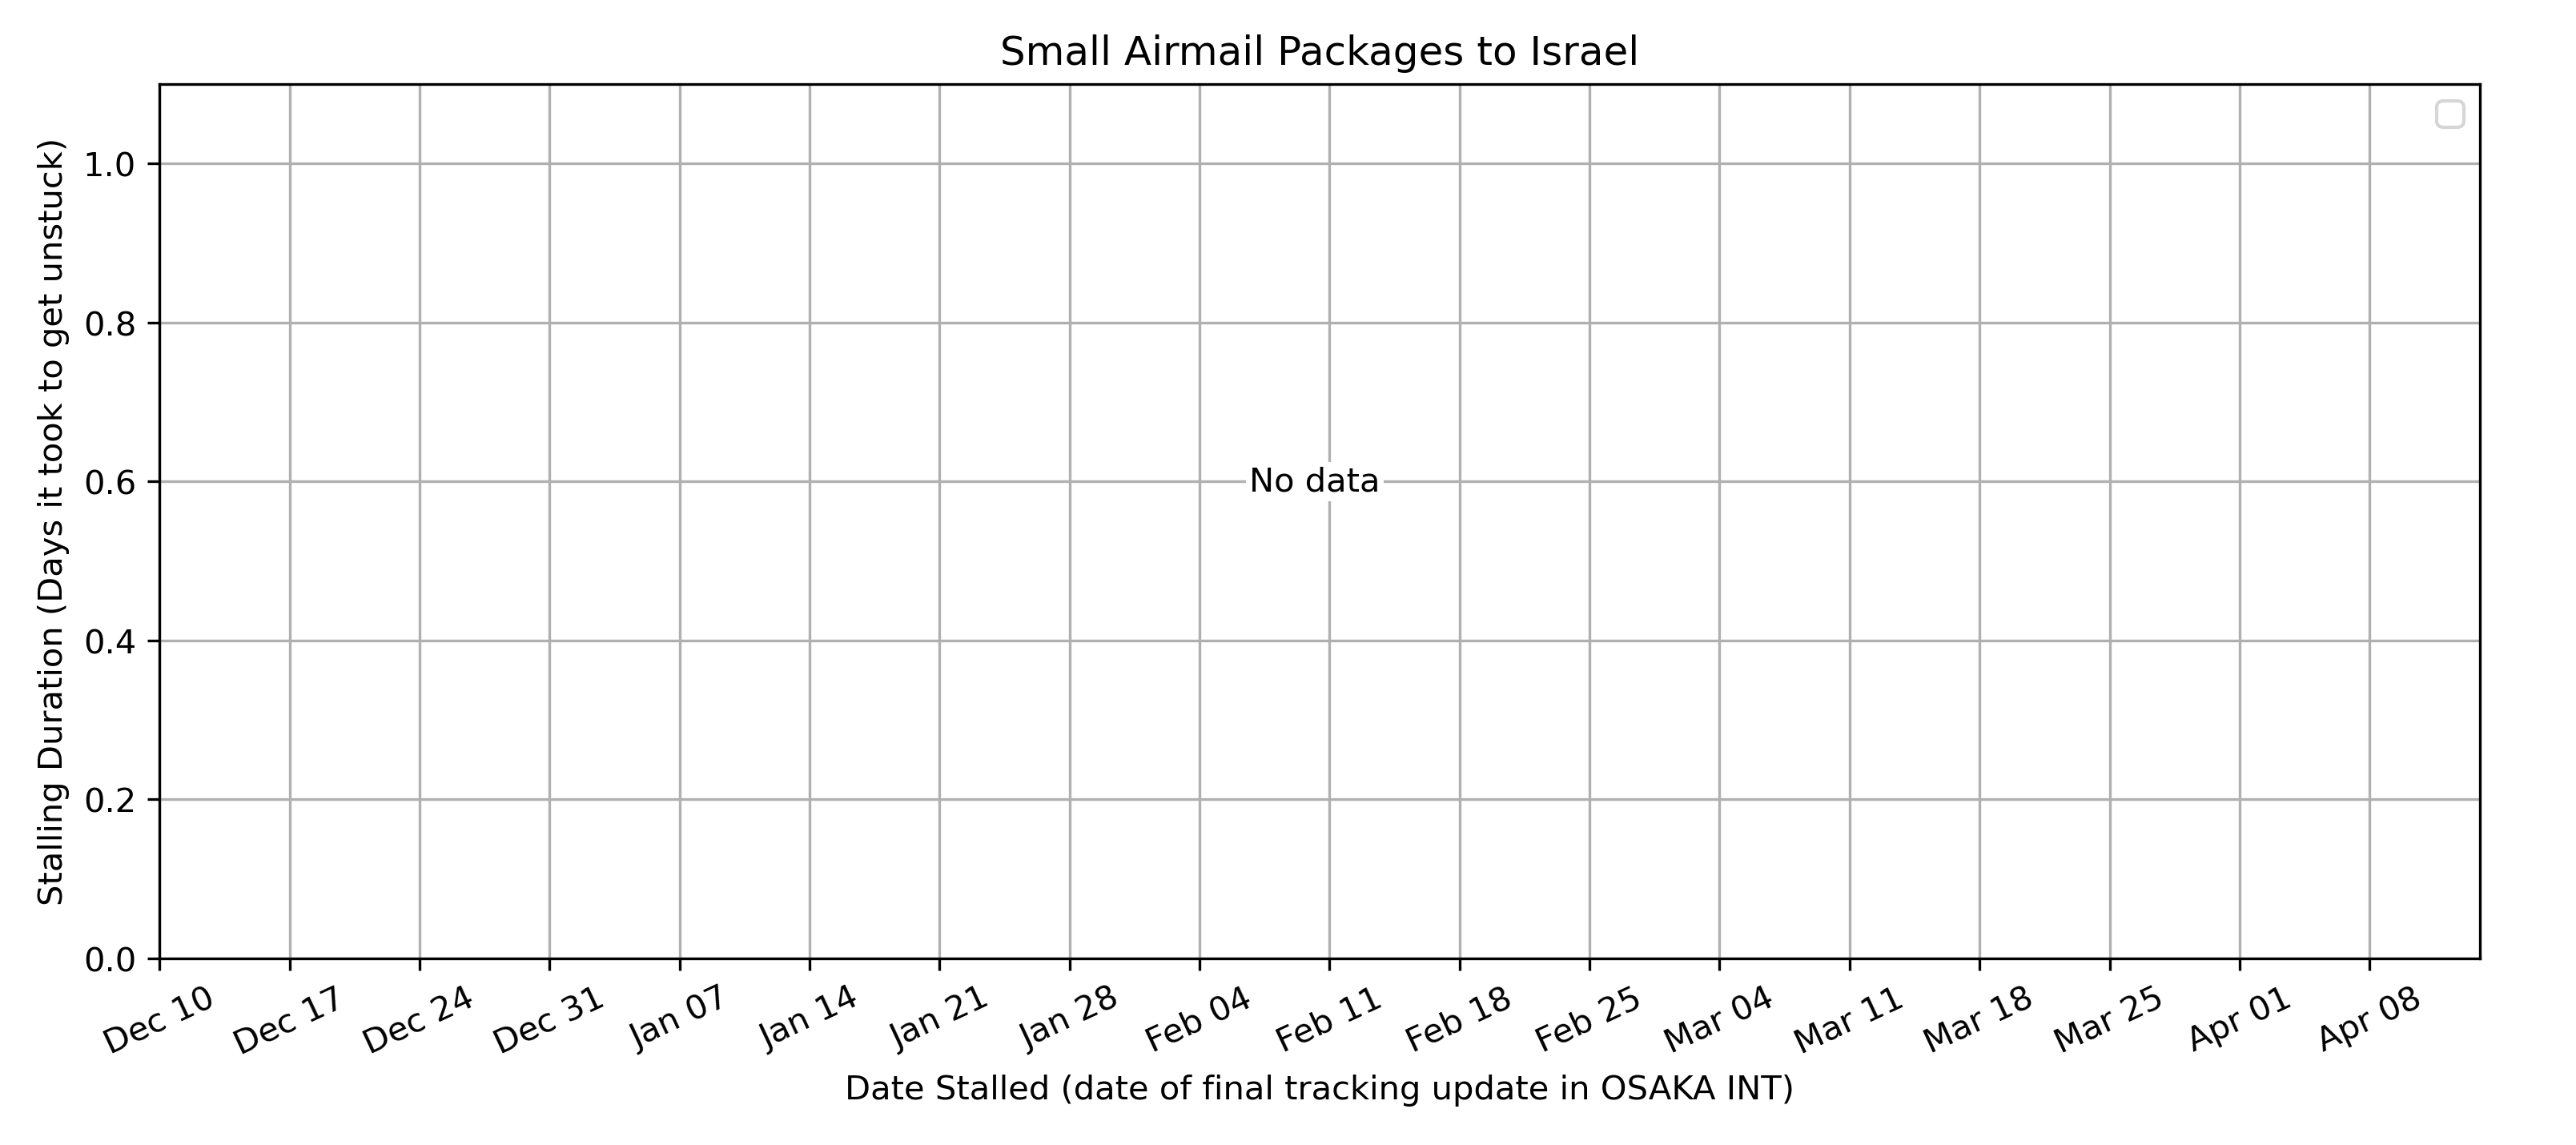 Small Airmail Packages to Israel
Stalling Duration (Days it took to get unstuck)
1.0
0.8
0.6
0.4
0.2
0.0
No data
Dec 10
Dec 17
Dec 24
Dec 31
Jan 07
Jan 14
Jan 21
Jan 28
Feb 04
Feb 11
Feb 18
Feb 25
Mar 04
Mar 11
Mar 18
Mar 25
Apr 01
Apr 08
Date Stalled (date of final tracking update in OSAKA INT)